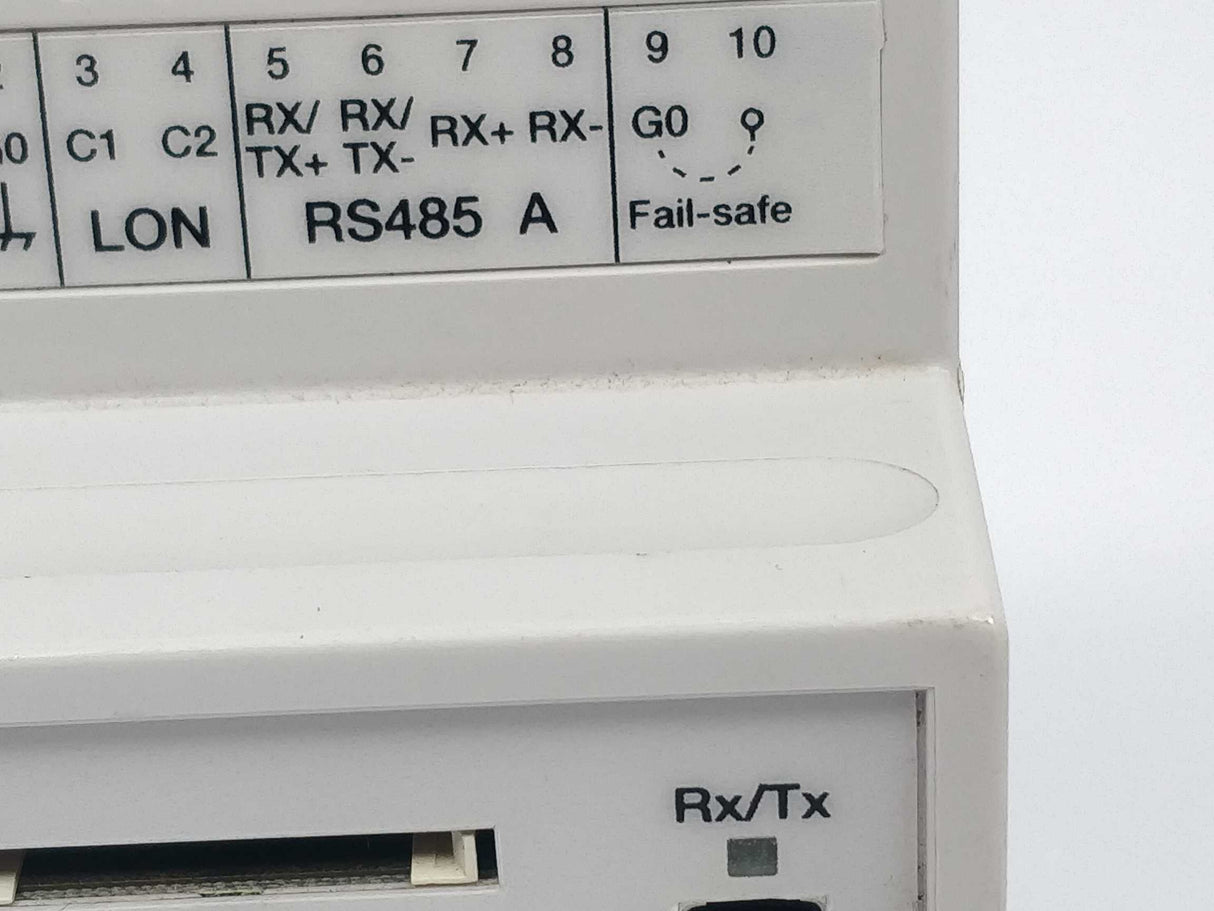 3 4 5 6 7 8 9 10
C1 C2 RX/ RX/ RX+ RX- G0
TX+ TX-
LON RS485 A Fail-safe
Rx/Tx